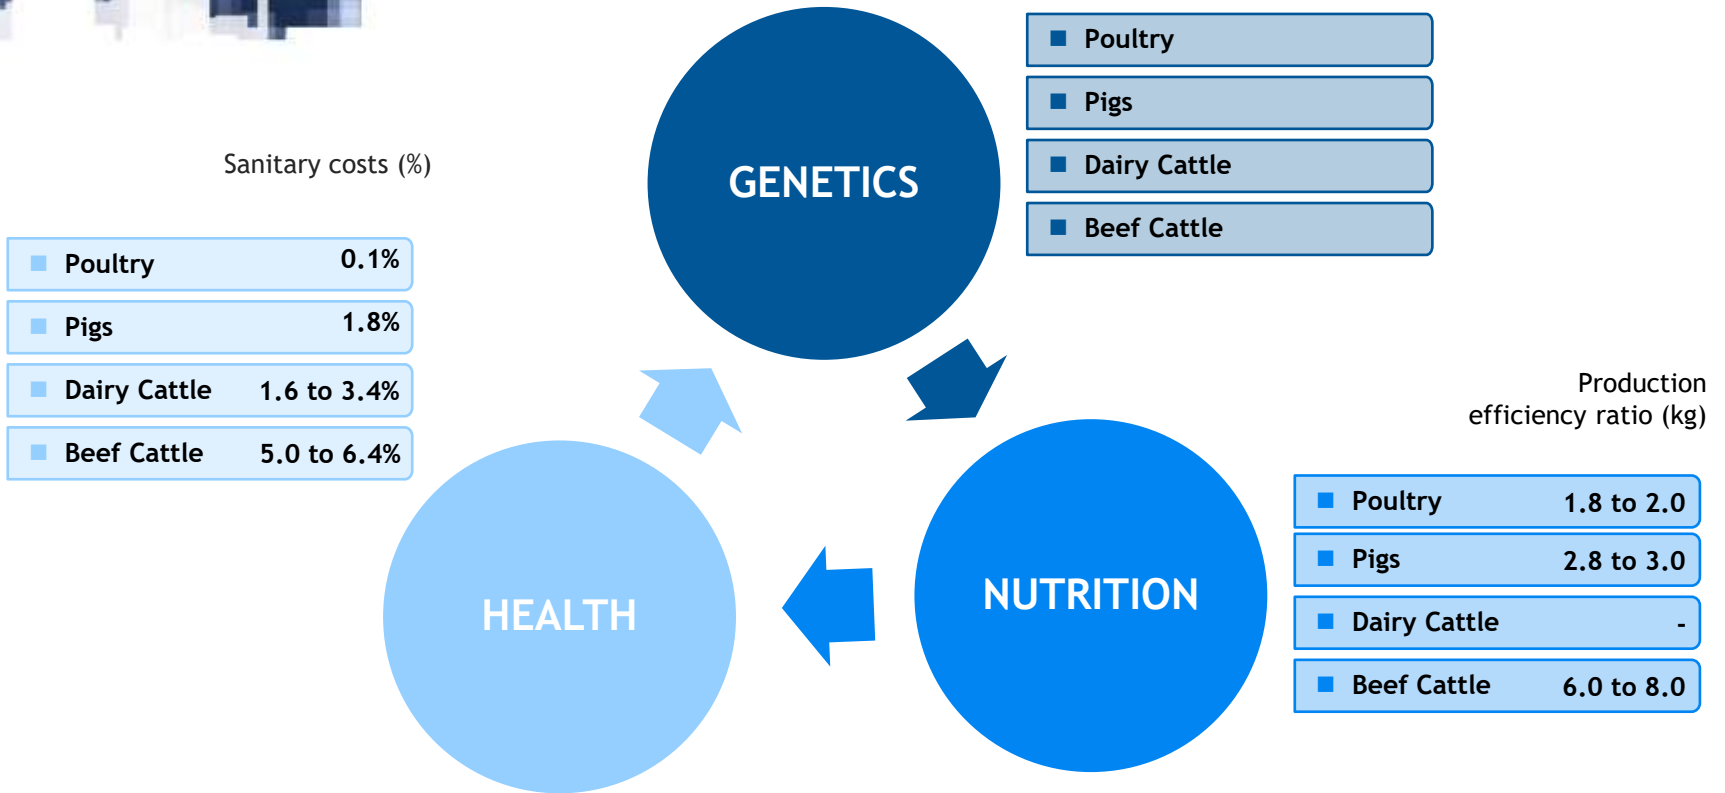 GENETICS
■ Poultry
■ Pigs
■ Dairy Cattle
■ Beef Cattle
Sanitary costs (%)
■ Poultry 0.1%
■ Pigs 1.8%
■ Dairy Cattle 1.6 to 3.4%
■ Beef Cattle 5.0 to 6.4%
HEALTH
NUTRITION
Production
efficiency ratio (kg)
■ Poultry 1.8 to 2.0
■ Pigs 2.8 to 3.0
■ Dairy Cattle -
■ Beef Cattle 6.0 to 8.0